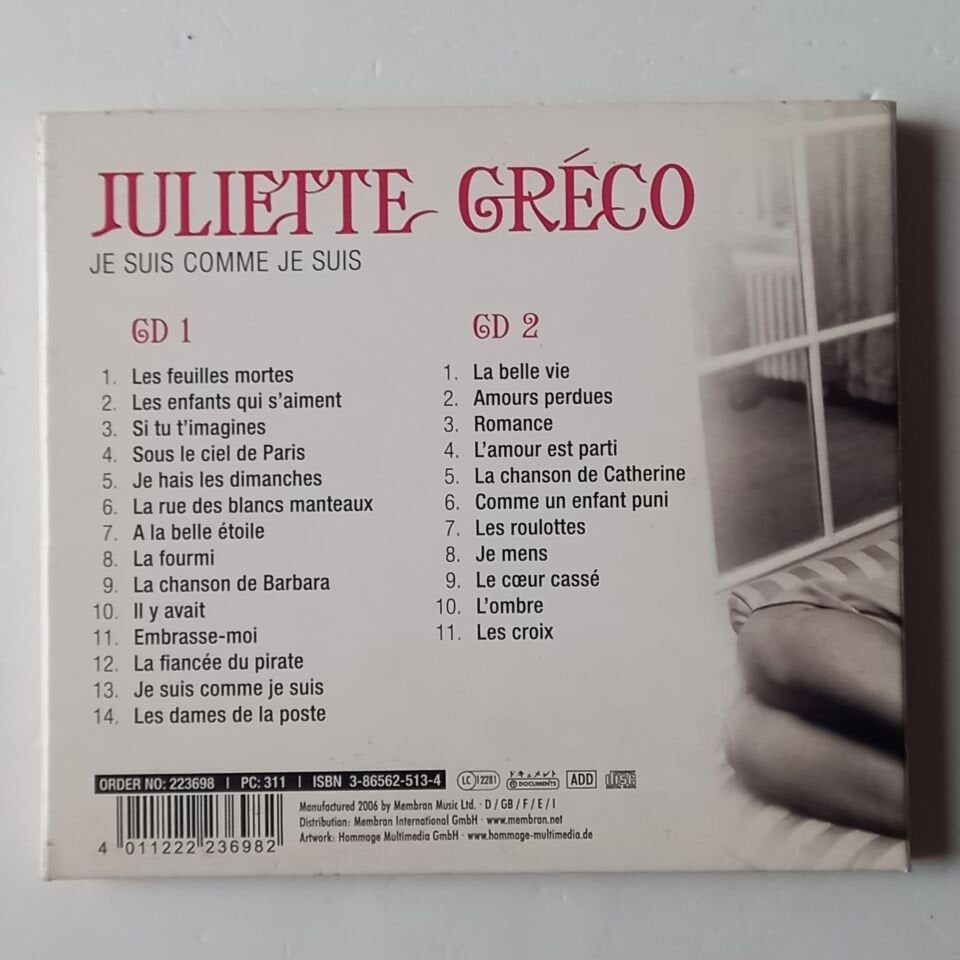 JULIETTE GRÉCO
JE SUIS COMME JE SUIS
CD 1
1. Les feuilles mortes
2. Les enfants qui s'aiment
3. Si tu t'imagines
4. Sous le ciel de Paris
5. Je hais les dimanches
6. La rue des blancs manteaux
7. A la belle étoile
8. La fourmi
9. La chanson de Barbara
10. Il y avait
11. Embrasse-moi
12. La fiancée du pirate
13. Je suis comme je suis
14. Les dames de la poste
CD 2
1. La belle vie
2. Amours perdues
3. Romance
4. L'amour est parti
5. La chanson de Catherine
6. Comme un enfant puni
7. Les roulottes
8. Je mens
9. Le cœur cassé
10. L'ombre
11. Les croix
ORDER NO: 223698 | PC: 311 | ISBN 3-86562-513-4
LC 12281
ドキュメント
DOCUMENTS
ADD
disc
4 011222 236982
Manufactured 2006 by Membran Music Ltd. · D / GB / F / E / I
Distribution: Membran International GmbH · www.membran.net
Artwork: Hommage Multimedia GmbH · www.hommage-multimedia.de